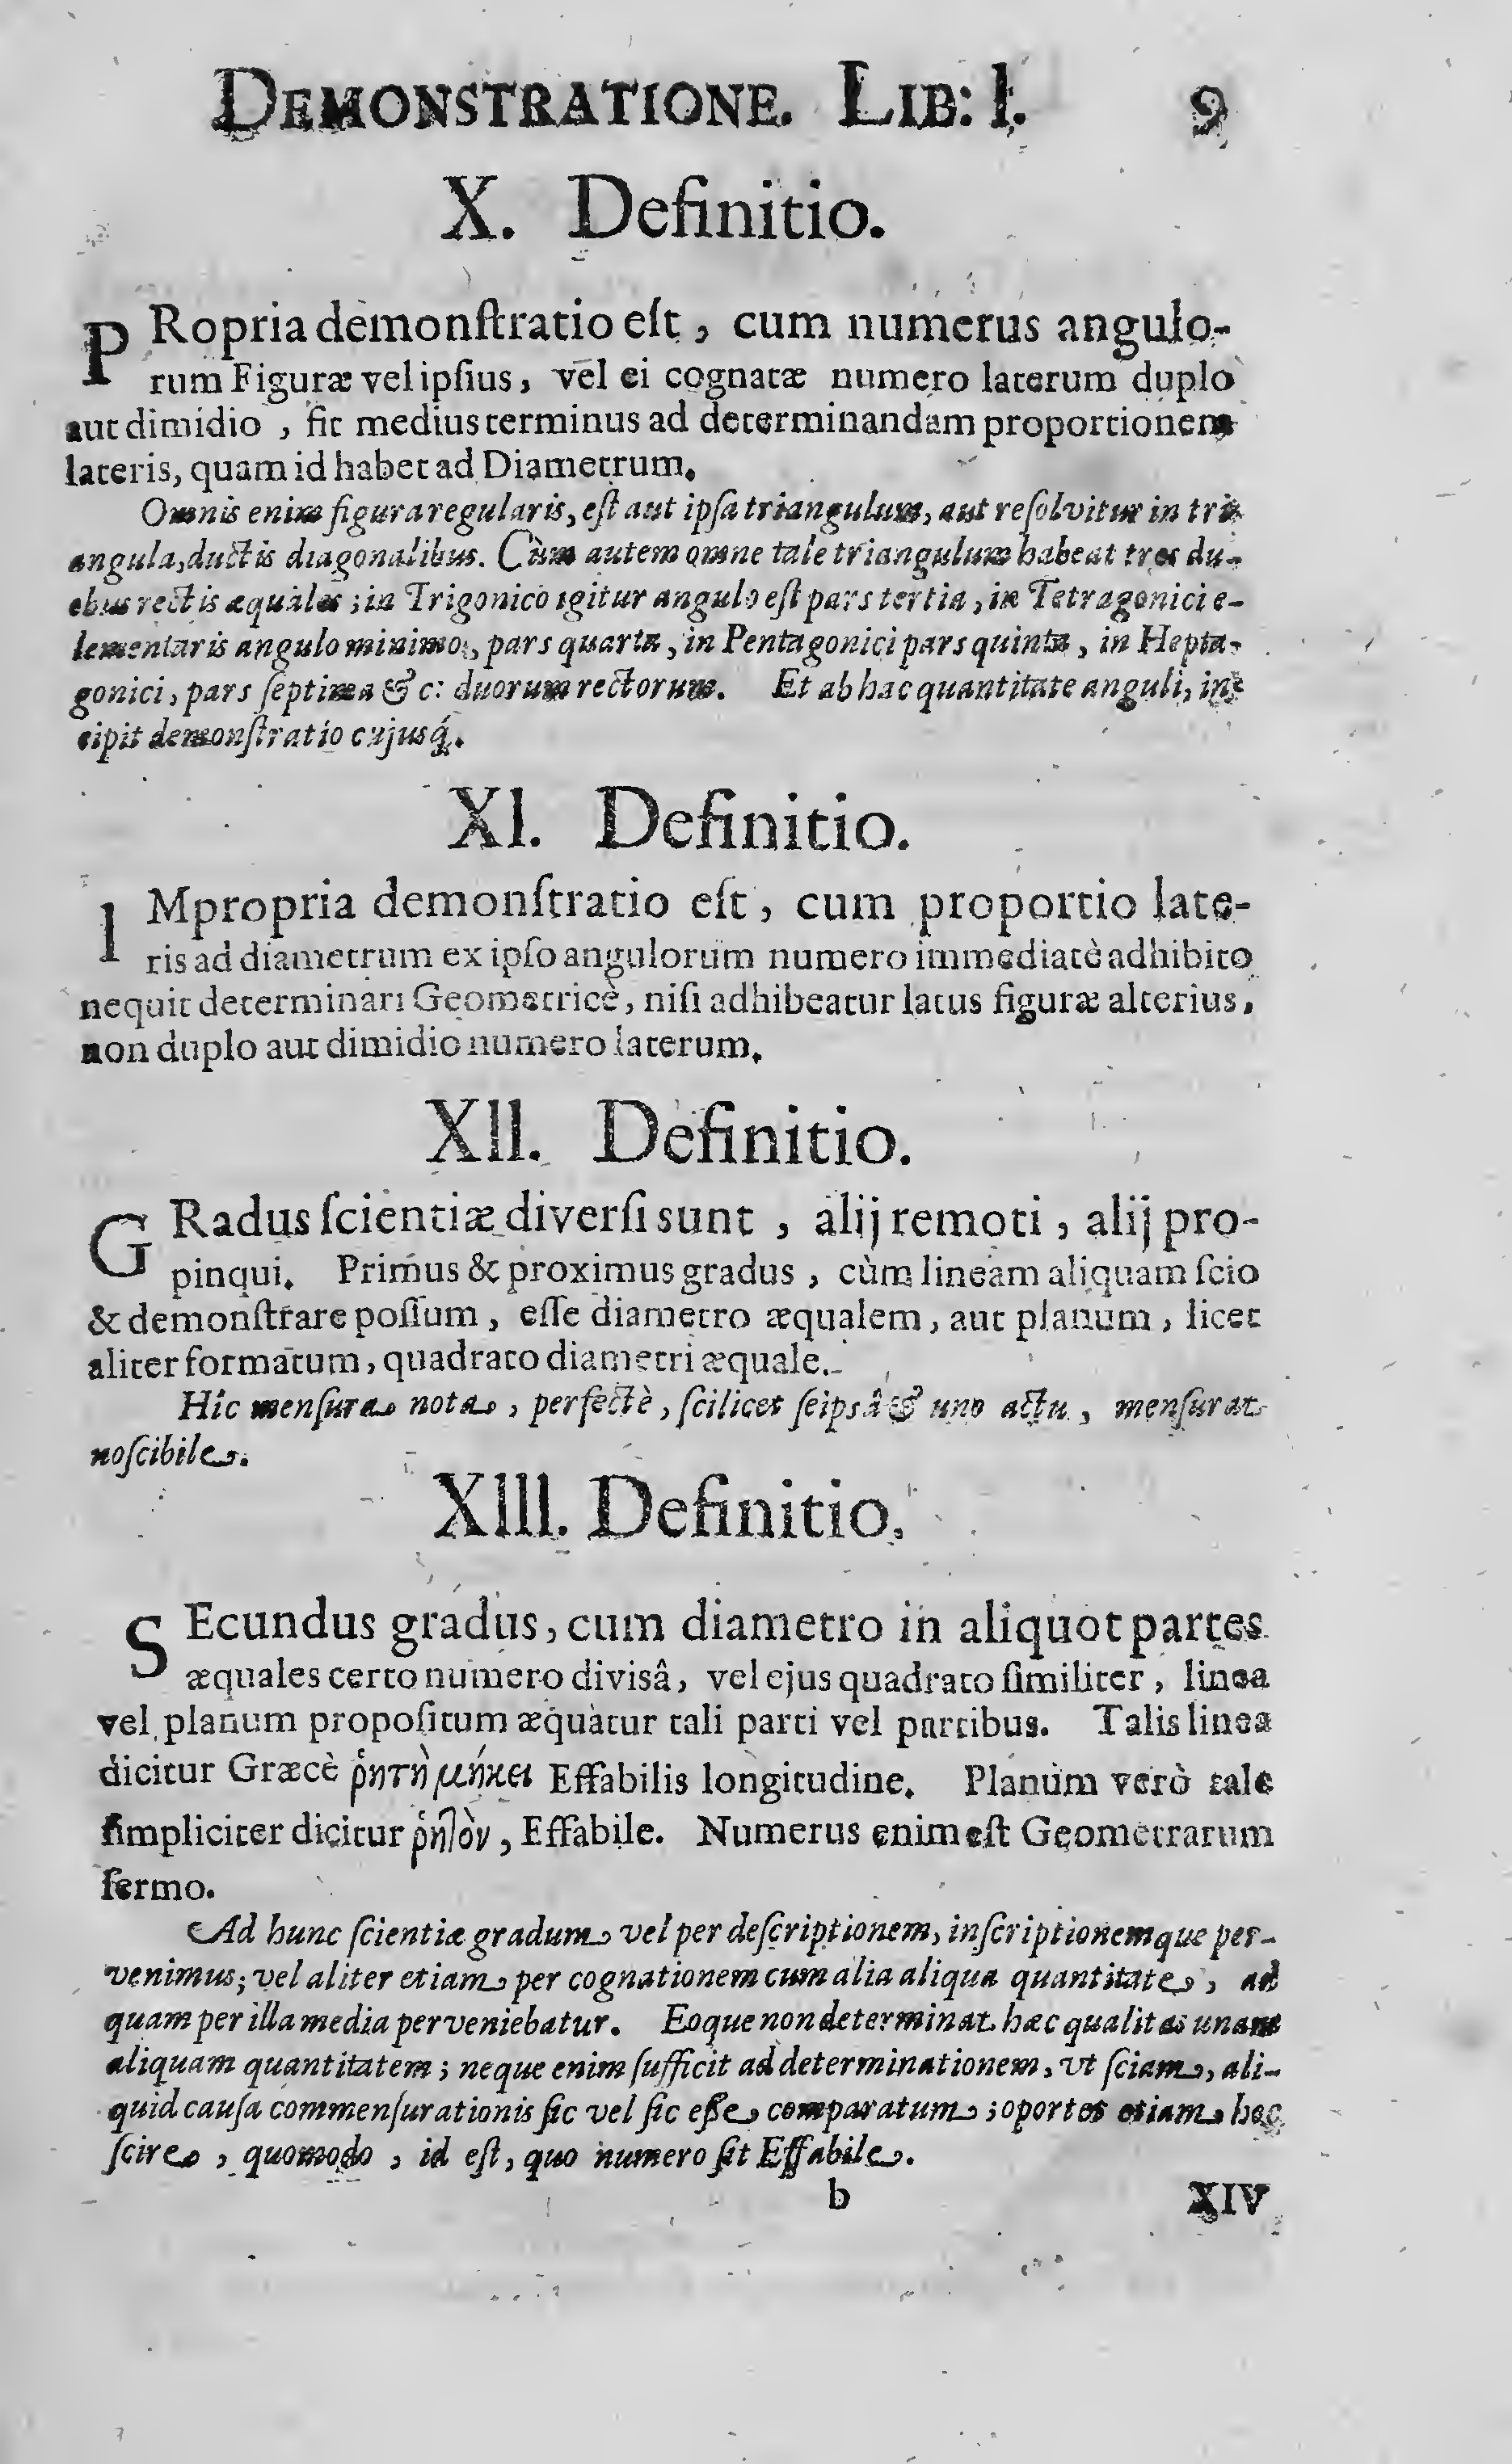 DEMONSTRATIONE. LIB: I. 9
X. Definitio.
PRopria demonſtratio eſt, cum numerus angulo-
rum Figuræ vel ipſius, vel ei cognatæ numero laterum duplo
aut dimidio, fit medius terminus ad determinandam proportionem
lateris, quam id habet ad Diametrum.
Omnis enim figura regularis, eſt aut ipſa triangulum, aut reſolvitur in tri-
angula, ductis diagonalibus. Cùm autem omne tale triangulum habeat tres du-
obus rectis æquales; in Trigonico igitur angulo eſt pars tertia, in Tetragonici e-
lementaris angulo minimo, pars quarta, in Pentagonici pars quinta, in Hepta-
gonici, pars ſeptima & c: duorum rectorum. Et ab hac quantitate anguli, in-
cipit demonſtratio cujusq́.
XI. Definitio.
IMpropria demonſtratio eſt, cum proportio late-
ris ad diametrum ex ipſo angulorum numero immediatè adhibito
nequit determinari Geometricè, niſi adhibeatur latus figuræ alterius,
non duplo aut dimidio numero laterum.
XII. Definitio.
GRadus ſcientiæ diverſi sunt, alij remoti, alij pro-
pinqui. Primus & proximus gradus, cùm lineam aliquam ſcio
& demonſtrare poſſum, eſſe diametro æqualem, aut planum, licet
aliter formatum, quadrato diametri æquale.
Hic menſura nota, perfectè, ſcilicet ſeipsâ & uno actu, menſurat
noſcibile.
XIII. Definitio.
SEcundus gradus, cum diametro in aliquot partes
æquales certo numero divisâ, vel ejus quadrato ſimiliter, linea
vel planum propoſitum æquatur tali parti vel partibus. Talis linea
dicitur Græcè ῥητὴ μήκει Effabilis longitudine. Planum verò tale
ſimpliciter dicitur ῥητὸν, Effabile. Numerus enim eſt Geometrarum
ſermo.
Ad hunc ſcientiæ gradum vel per deſcriptionem, inſcriptionemque per-
venimus; vel aliter etiam per cognationem cum alia aliqua quantitate, ad
quam per illa media perveniebatur. Eoque non determinat hæc qualitas unam
aliquam quantitatem; neque enim ſufficit ad determinationem, vt ſciam, ali-
quid cauſa commenſurationis ſic vel ſic eſſe comparatum; oportet etiam hoc
ſcire, quomodo, id eſt, quo numero ſit Effabile.
b XIV